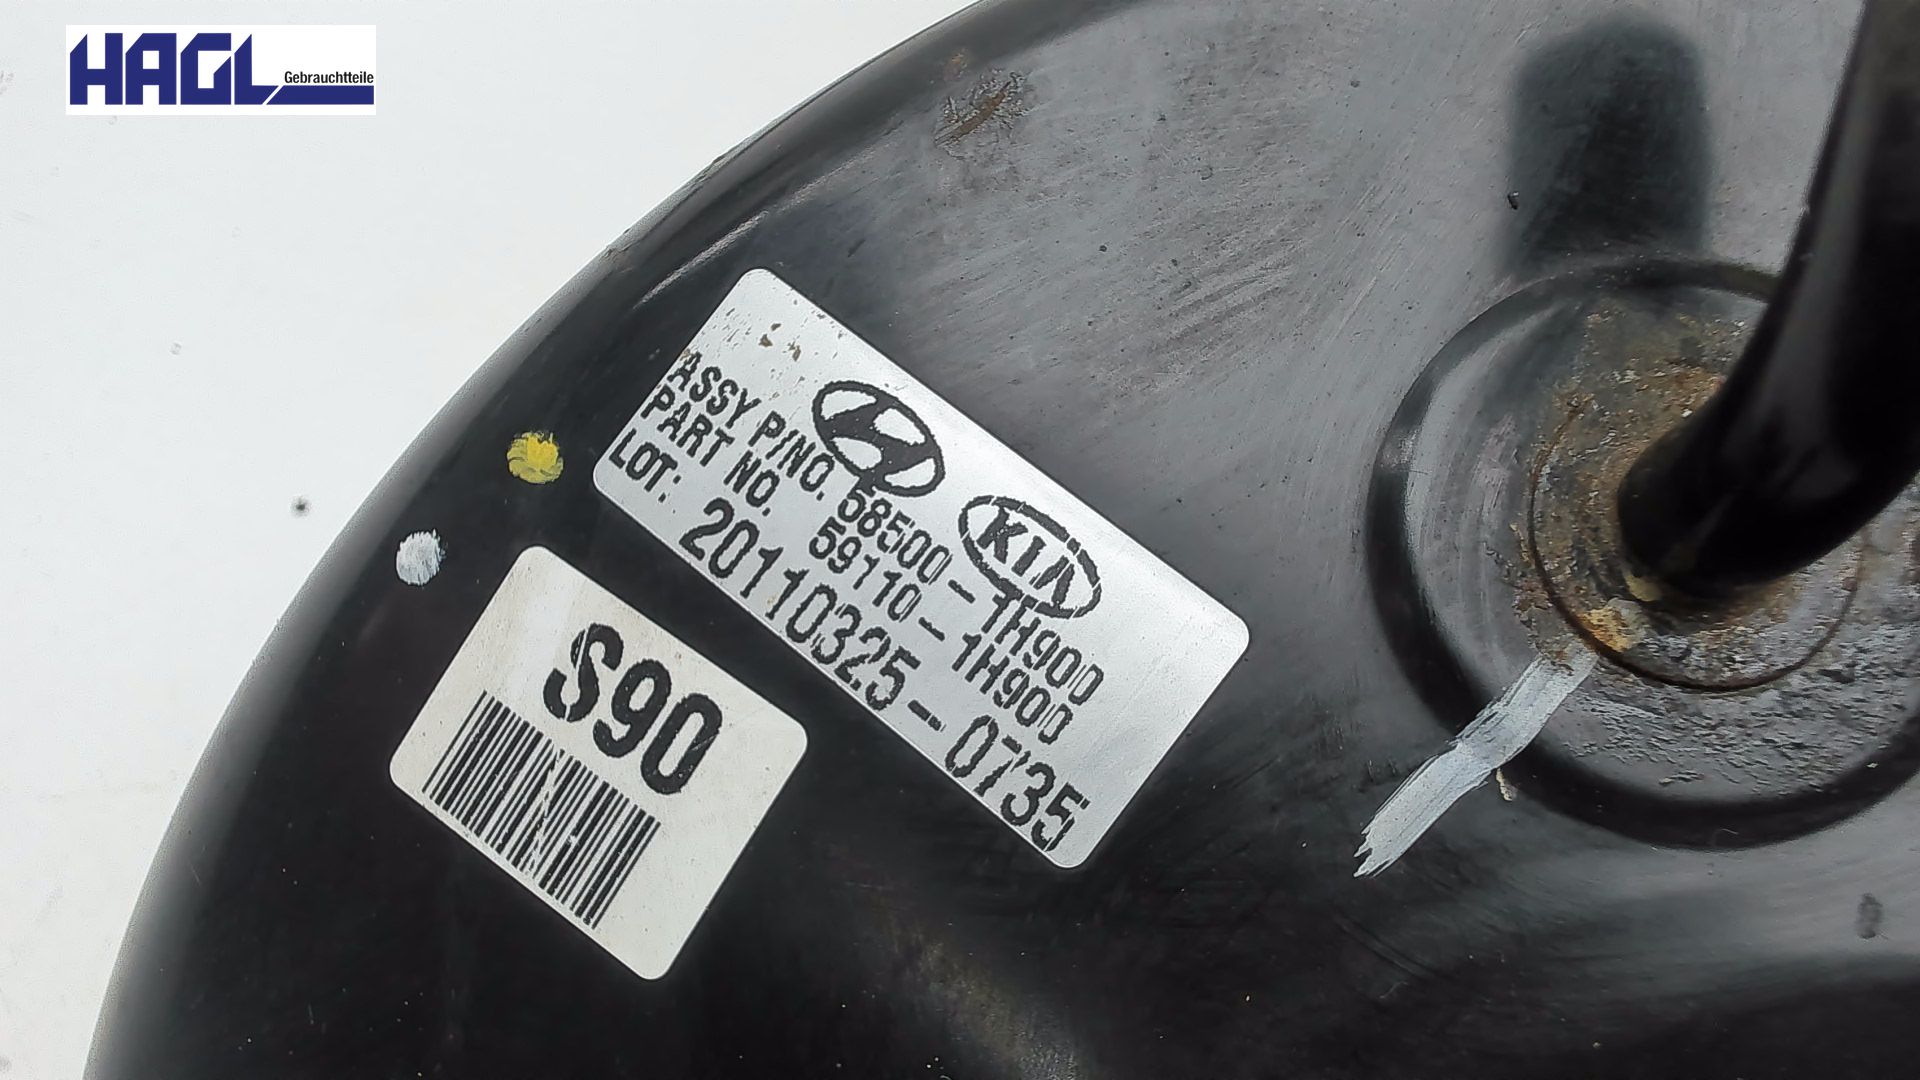 HAGL
Gebrauchtteile
KIA
ASSY P/NO. 58500-1H900
PART NO. 59110-1H900
LOT: 20110325-0735
S90